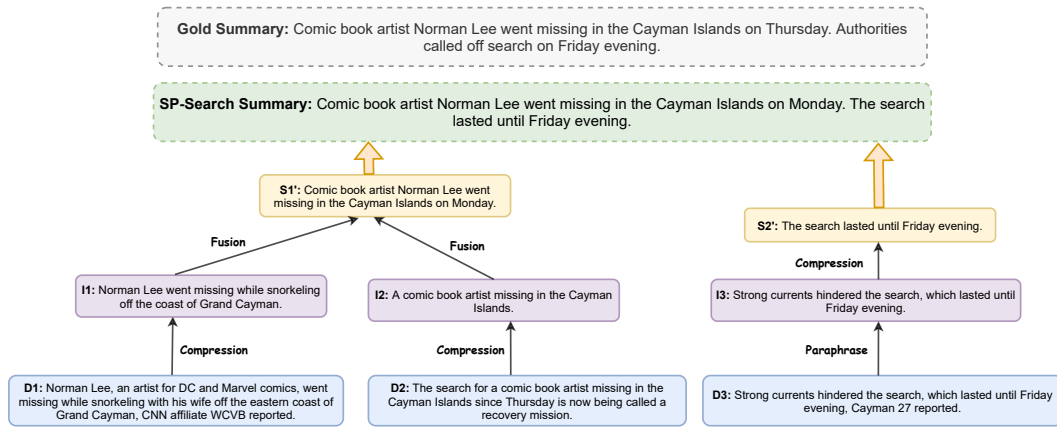 Gold Summary: Comic book artist Norman Lee went missing in the Cayman Islands on Thursday. Authorities
called off search on Friday evening.
SP-Search Summary: Comic book artist Norman Lee went missing in the Cayman Islands on Monday. The search
lasted until Friday evening.
S1': Comic book artist Norman Lee went
missing in the Cayman Islands on Monday.
S2': The search lasted until Friday evening.
Fusion
Fusion
Compression
I1: Norman Lee went missing while snorkeling
off the coast of Grand Cayman.
I2: A comic book artist missing in the Cayman
Islands.
I3: Strong currents hindered the search, which lasted until
Friday evening.
Compression
Compression
Paraphrase
D1: Norman Lee, an artist for DC and Marvel comics, went
missing while snorkeling with his wife off the eastern coast of
Grand Cayman, CNN affiliate WCVB reported.
D2: The search for a comic book artist missing in the
Cayman Islands since Thursday is now being called a
recovery mission.
D3: Strong currents hindered the search, which lasted until Friday
evening, Cayman 27 reported.